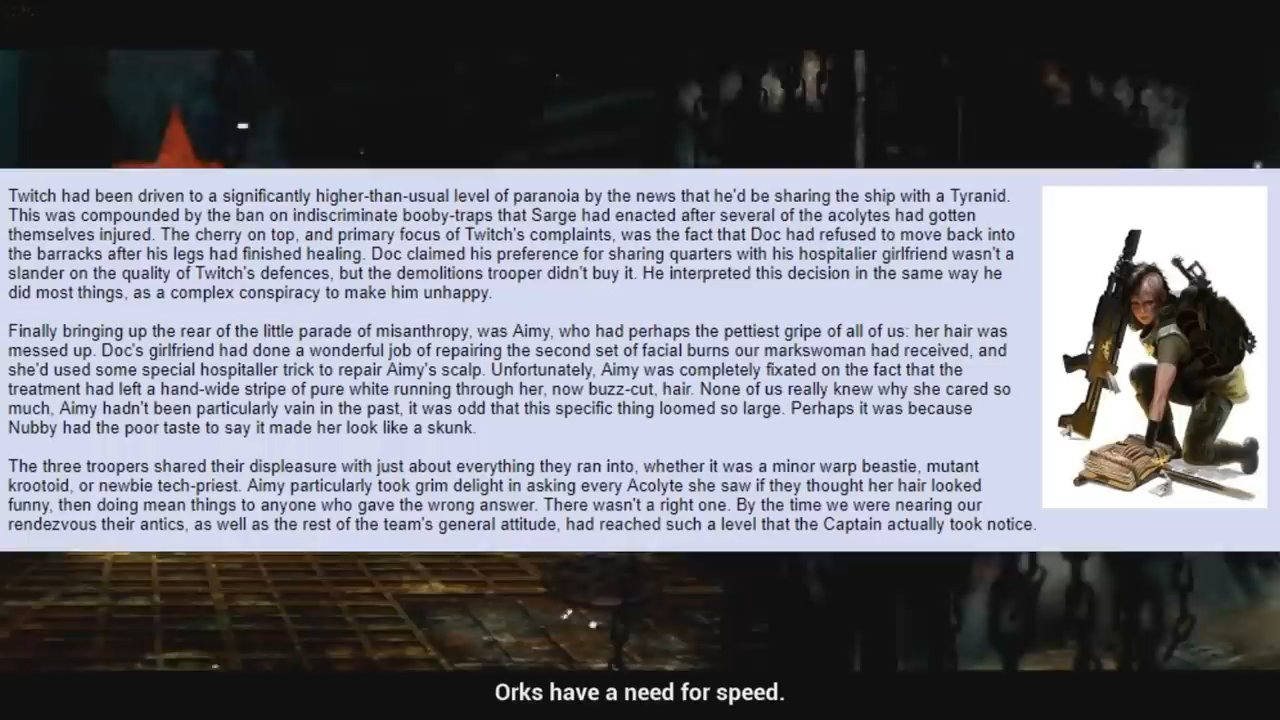 Twitch had been driven to a significantly higher-than-usual level of paranoia by the news that he'd be sharing the ship with a Tyranid.
This was compounded by the ban on indiscriminate booby-traps that Sarge had enacted after several of the acolytes had gotten
themselves injured. The cherry on top, and primary focus of Twitch's complaints, was the fact that Doc had refused to move back into
the barracks after his legs had finished healing. Doc claimed his preference for sharing quarters with his hospitalier girlfriend wasn't a
slander on the quality of Twitch's defences, but the demolitions trooper didn't buy it. He interpreted this decision in the same way he
did most things, as a complex conspiracy to make him unhappy.
Finally bringing up the rear of the little parade of misanthropy, was Aimy, who had perhaps the pettiest gripe of all of us: her hair was
messed up. Doc's girlfriend had done a wonderful job of repairing the second set of facial burns our markswoman had received, and
she'd used some special hospitaller trick to repair Aimy's scalp. Unfortunately, Aimy was completely fixated on the fact that the
treatment had left a hand-wide stripe of pure white running through her, now buzz-cut, hair. None of us really knew why she cared so
much, Aimy hadn't been particularly vain in the past, it was odd that this specific thing loomed so large. Perhaps it was because
Nubby had the poor taste to say it made her look like a skunk.
The three troopers shared their displeasure with just about everything they ran into, whether it was a minor warp beastie, mutant
krootoid, or newbie tech-priest. Aimy particularly took grim delight in asking every Acolyte she saw if they thought her hair looked
funny, then doing mean things to anyone who gave the wrong answer. There wasn't a right one. By the time we were nearing our
rendezvous their antics, as well as the rest of the team's general attitude, had reached such a level that the Captain actually took notice.
Orks have a need for speed.